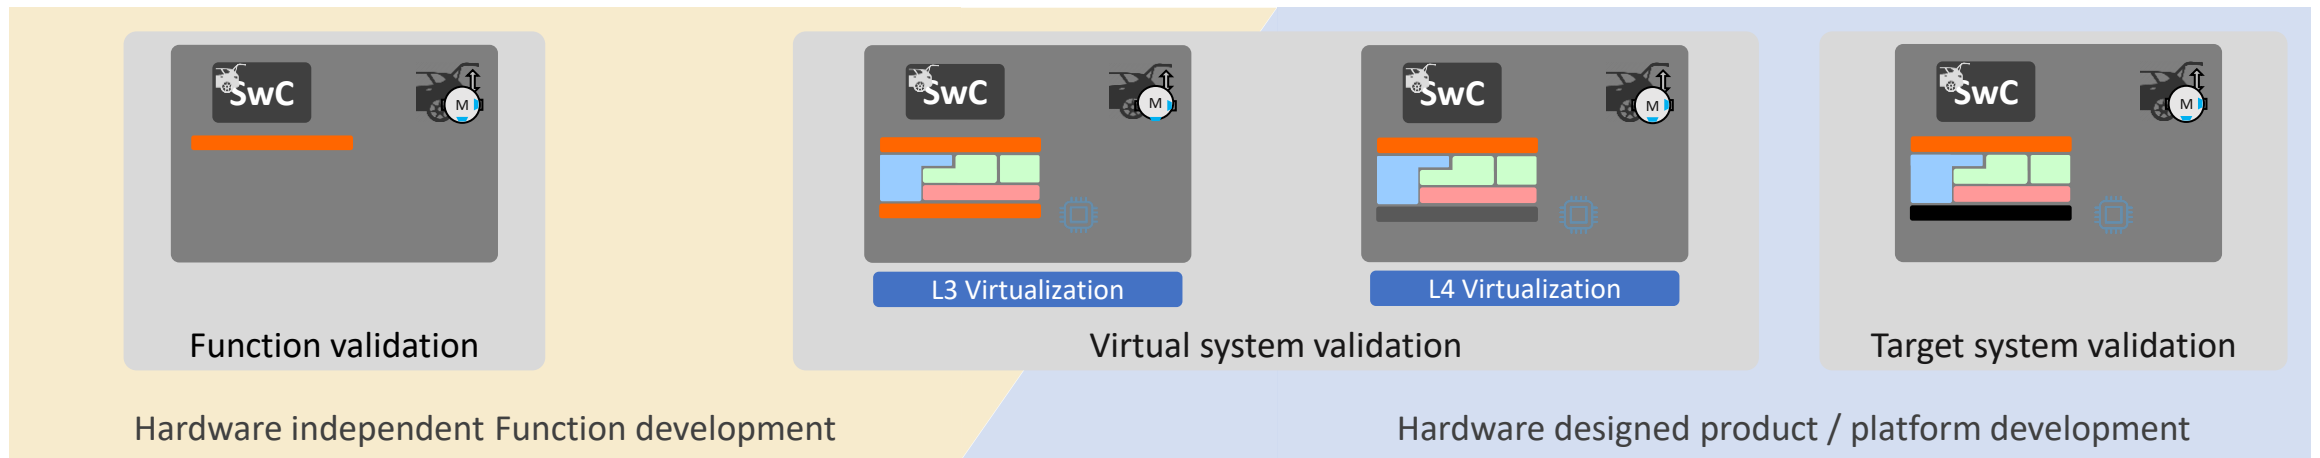 SwC
M
SwC
M
SwC
M
SwC
M
L3 Virtualization
L4 Virtualization
Function validation
Virtual system validation
Target system validation
Hardware independent Function development
Hardware designed product / platform development